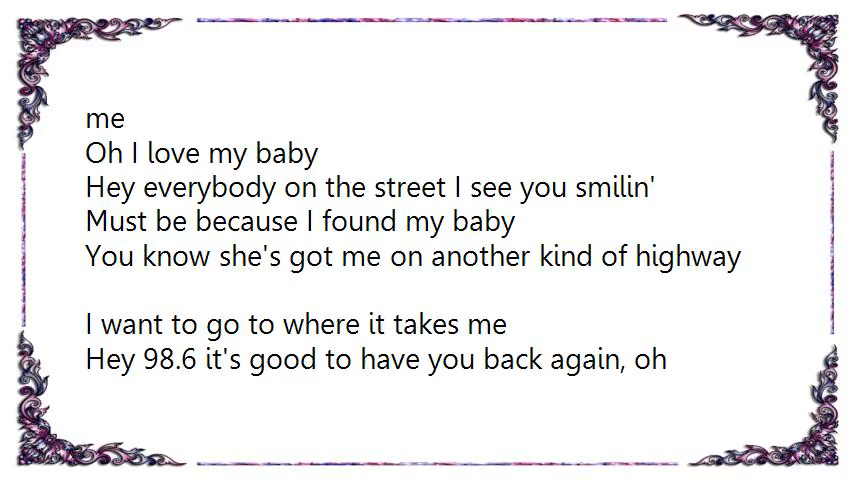 me
Oh I love my baby
Hey everybody on the street I see you smilin'
Must be because I found my baby
You know she's got me on another kind of highway
I want to go to where it takes me
Hey 98.6 it's good to have you back again, oh